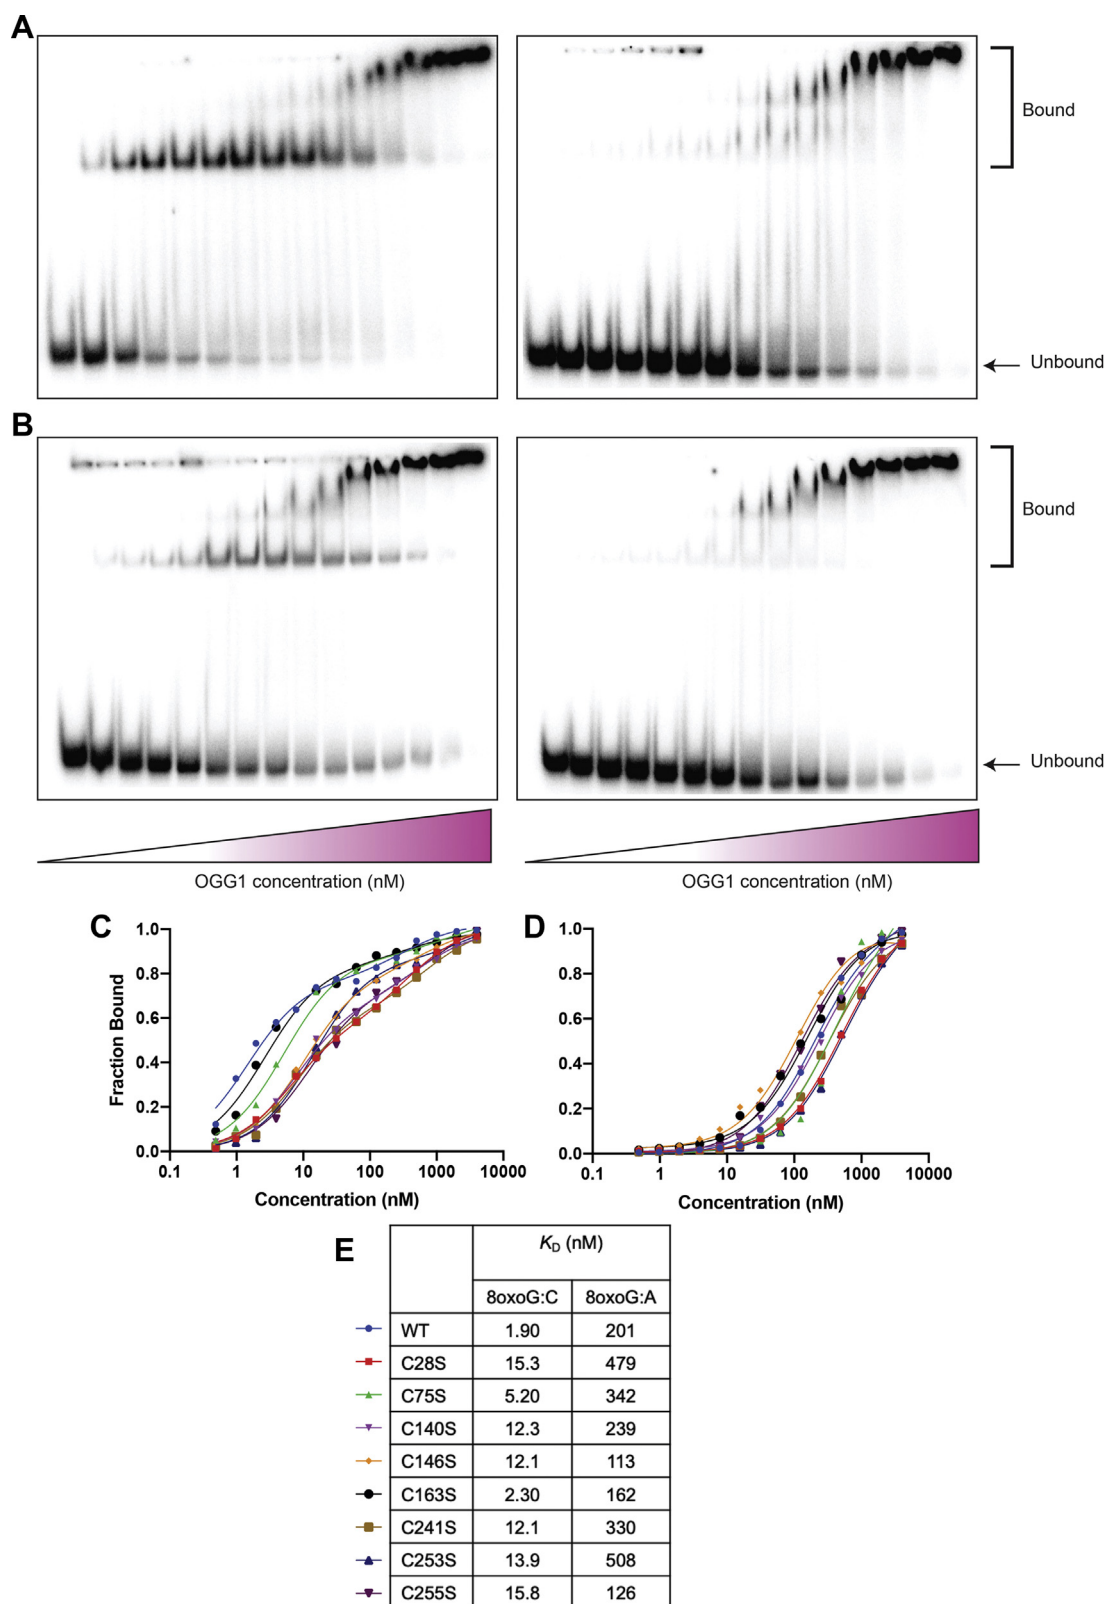 A
Bound
Unbound
B
Bound
Unbound
OGG1 concentration (nM)
OGG1 concentration (nM)
C
Fraction Bound
1.0
0.8
0.6
0.4
0.2
0.0
0.1 1 10 100 1000 10000
Concentration (nM)
D
1.0
0.8
0.6
0.4
0.2
0.0
0.1 1 10 100 1000 10000
Concentration (nM)
E
KD (nM)
8oxoG:C 8oxoG:A
WT 1.90 201
C28S 15.3 479
C75S 5.20 342
C140S 12.3 239
C146S 12.1 113
C163S 2.30 162
C241S 12.1 330
C253S 13.9 508
C255S 15.8 126